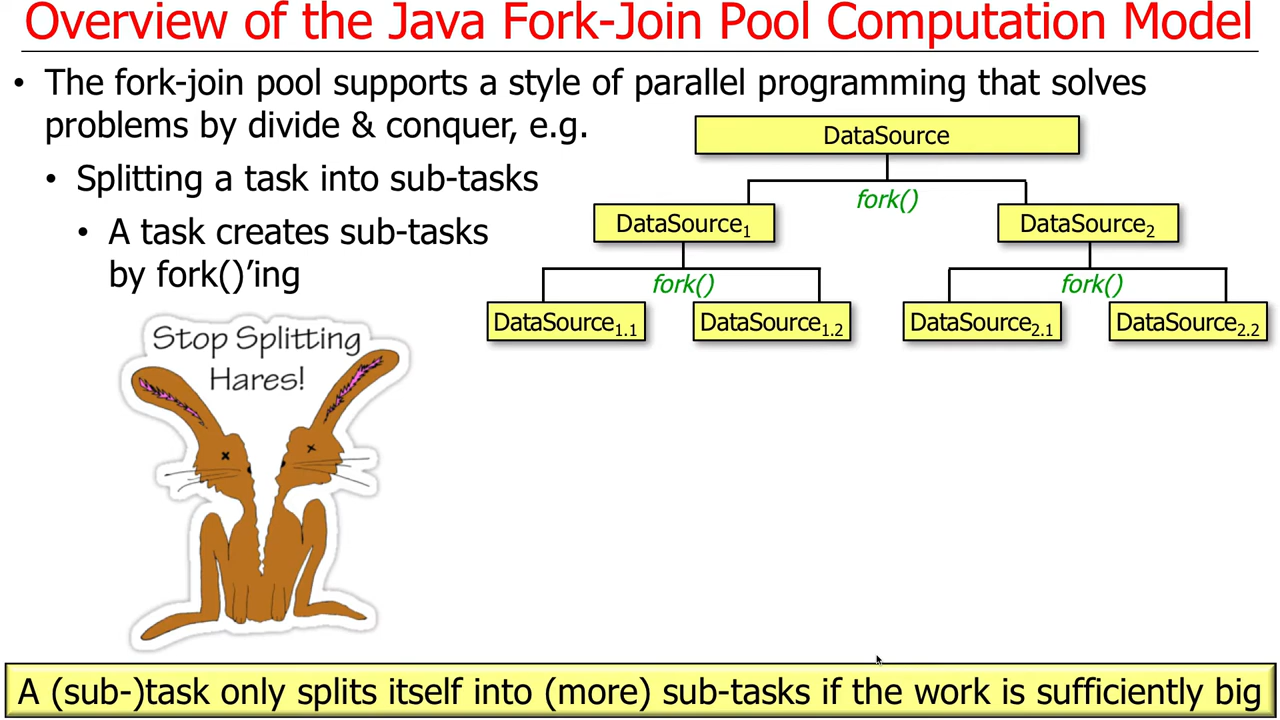 Overview of the Java Fork-Join Pool Computation Model
• The fork-join pool supports a style of parallel programming that solves
problems by divide & conquer, e.g.
• Splitting a task into sub-tasks
• A task creates sub-tasks
by fork()’ing
DataSource
fork()
DataSource₁
DataSource₂
fork()
fork()
DataSource₁.₁
DataSource₁.₂
DataSource₂.₁
DataSource₂.₂
Stop Splitting
Hares!
A (sub-)task only splits itself into (more) sub-tasks if the work is sufficiently big